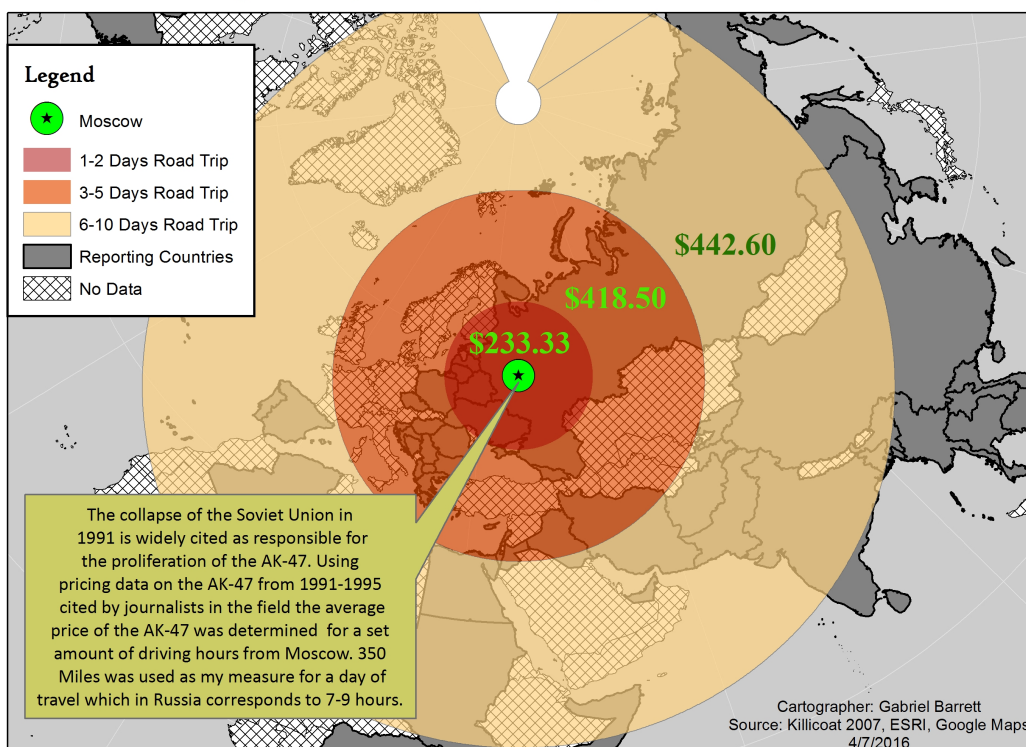 Legend
Moscow
1-2 Days Road Trip
3-5 Days Road Trip
6-10 Days Road Trip
Reporting Countries
No Data
$442.60
$418.50
$233.33
The collapse of the Soviet Union in
1991 is widely cited as responsible for
the proliferation of the AK-47. Using
pricing data on the AK-47 from 1991-1995
cited by journalists in the field the average
price of the AK-47 was determined for a set
amount of driving hours from Moscow. 350
Miles was used as my measure for a day of
travel which in Russia corresponds to 7-9 hours.
Cartographer: Gabriel Barrett
Source: Killicoat 2007, ESRI, Google Maps
4/7/2016